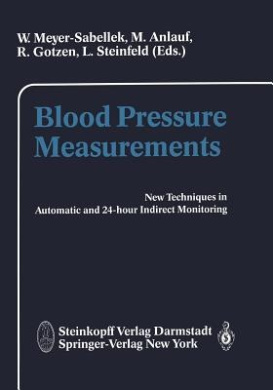 W. Meyer-Sabellek, M. Anlauf,
R. Gotzen, L. Steinfeld (Eds.)
Blood Pressure
Measurements
New Techniques in
Automatic and 24-hour Indirect Monitoring
Steinkopff Verlag Darmstadt
Springer-Verlag New York